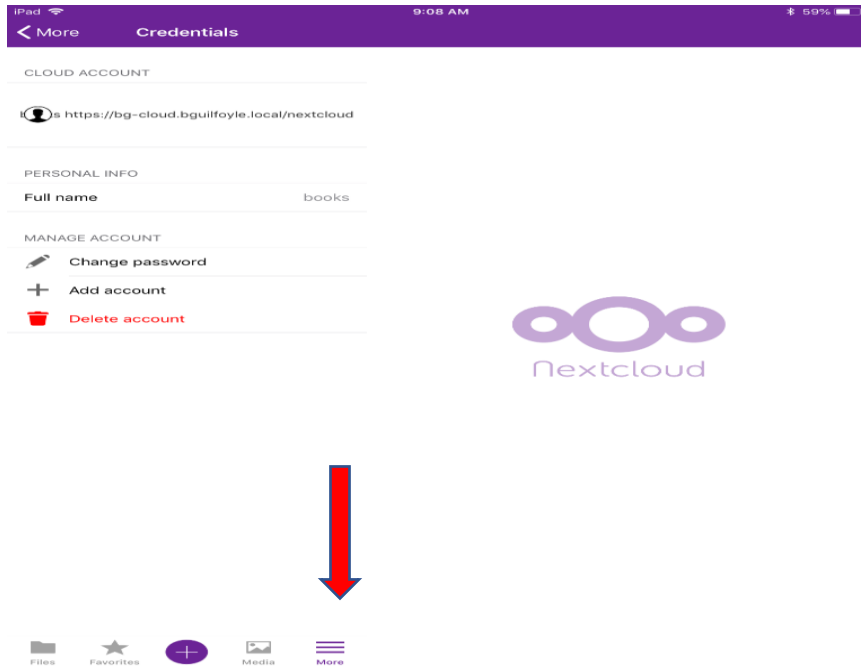 iPad 9:08 AM 59%
More Credentials
CLOUD ACCOUNT
s https://bg-cloud.bguilfoyle.local/nextcloud
PERSONAL INFO
Full name books
MANAGE ACCOUNT
Change password
Add account
Delete account
Nextcloud
Files Favorites Media More